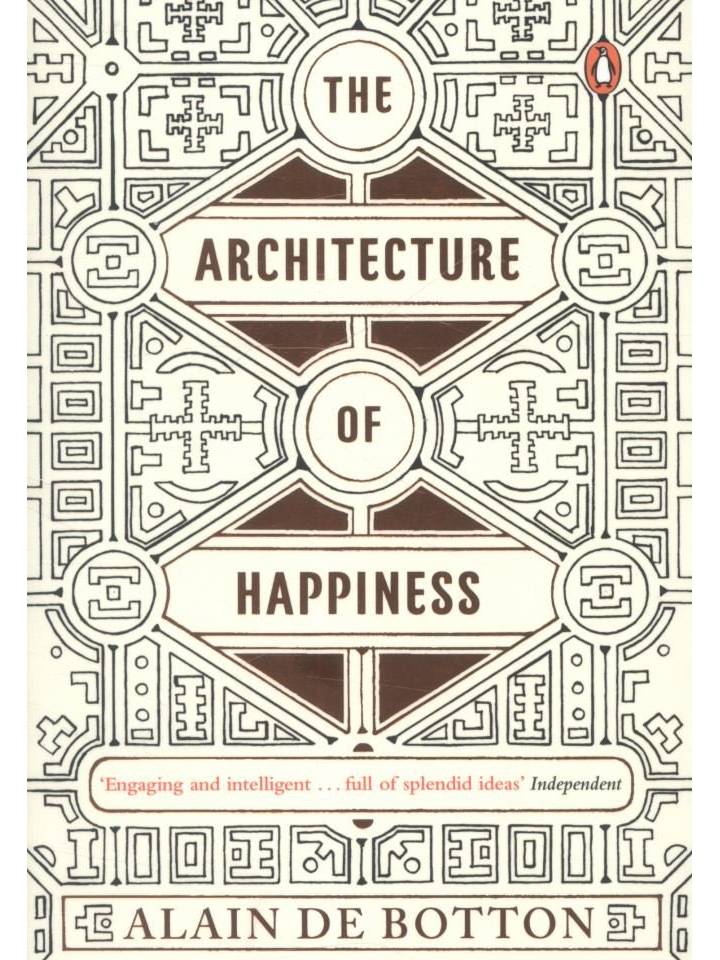 THE
ARCHITECTURE
OF
HAPPINESS
‘Engaging and intelligent ... full of splendid ideas’ Independent
ALAIN DE BOTTON